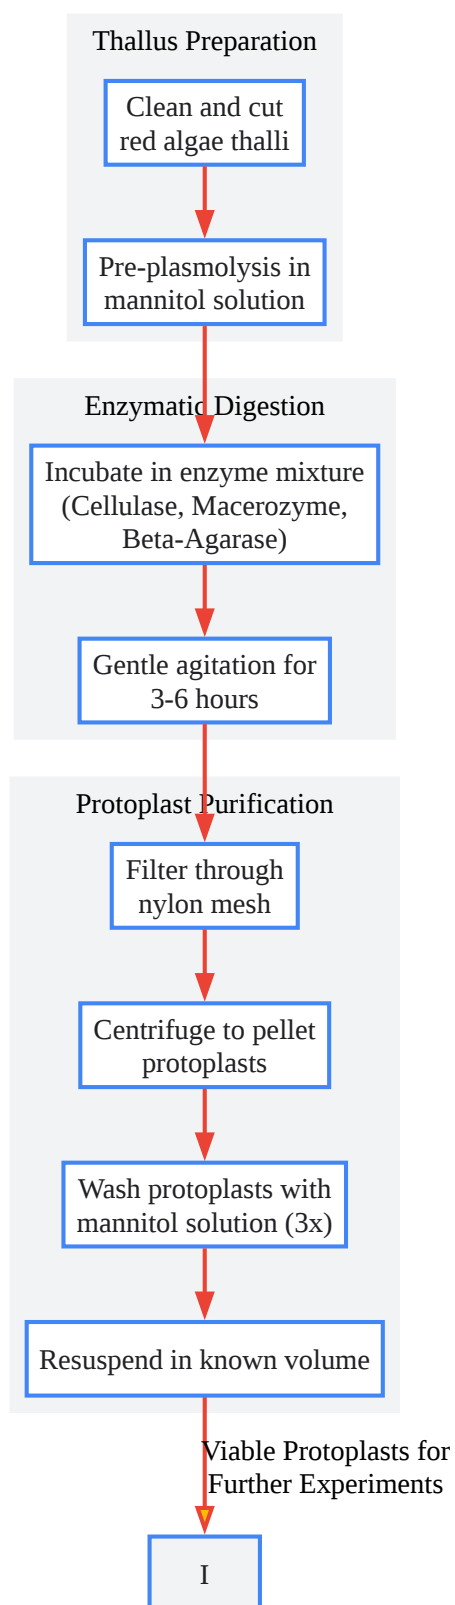 Thallus Preparation
Clean and cut
red algae thalli
Pre-plasmolysis in
mannitol solution
Enzymatic Digestion
Incubate in enzyme mixture
(Cellulase, Macerozyme,
Beta-Agarase)
Gentle agitation for
3-6 hours
Protoplast Purification
Filter through
nylon mesh
Centrifuge to pellet
protoplasts
Wash protoplasts with
mannitol solution (3x)
Resuspend in known volume
Viable Protoplasts for
Further Experiments
I